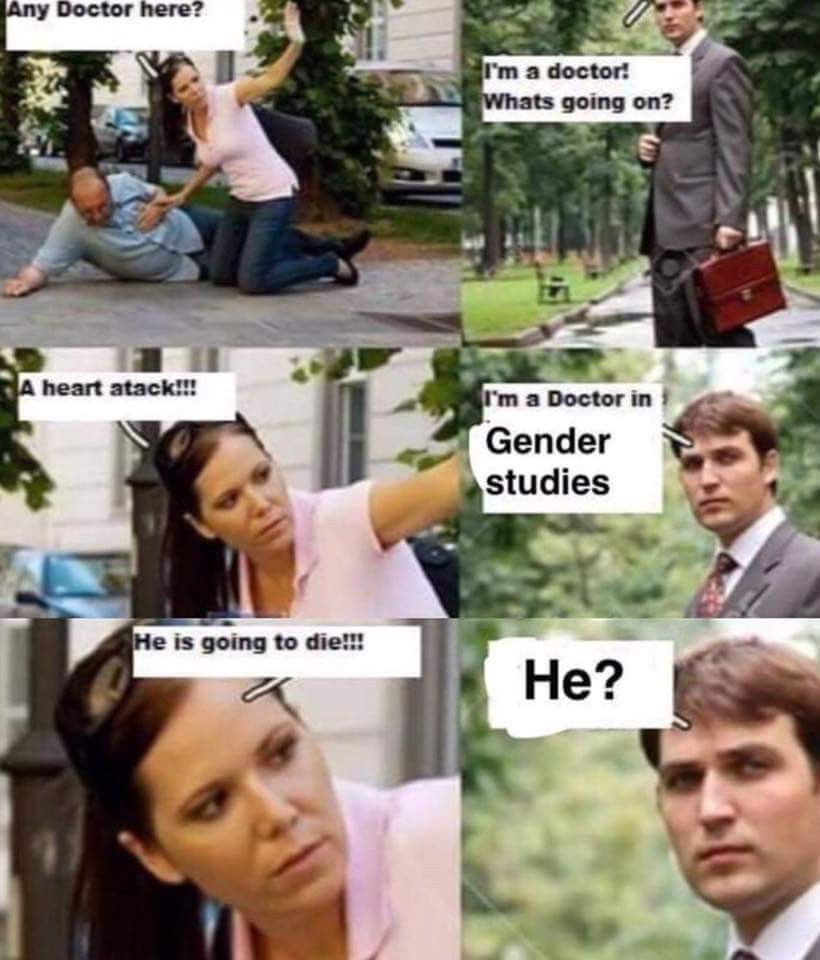 Any Doctor here?
I'm a doctor!
Whats going on?
A heart atack!!!
I'm a Doctor in
Gender
studies
He is going to die!!!
He?